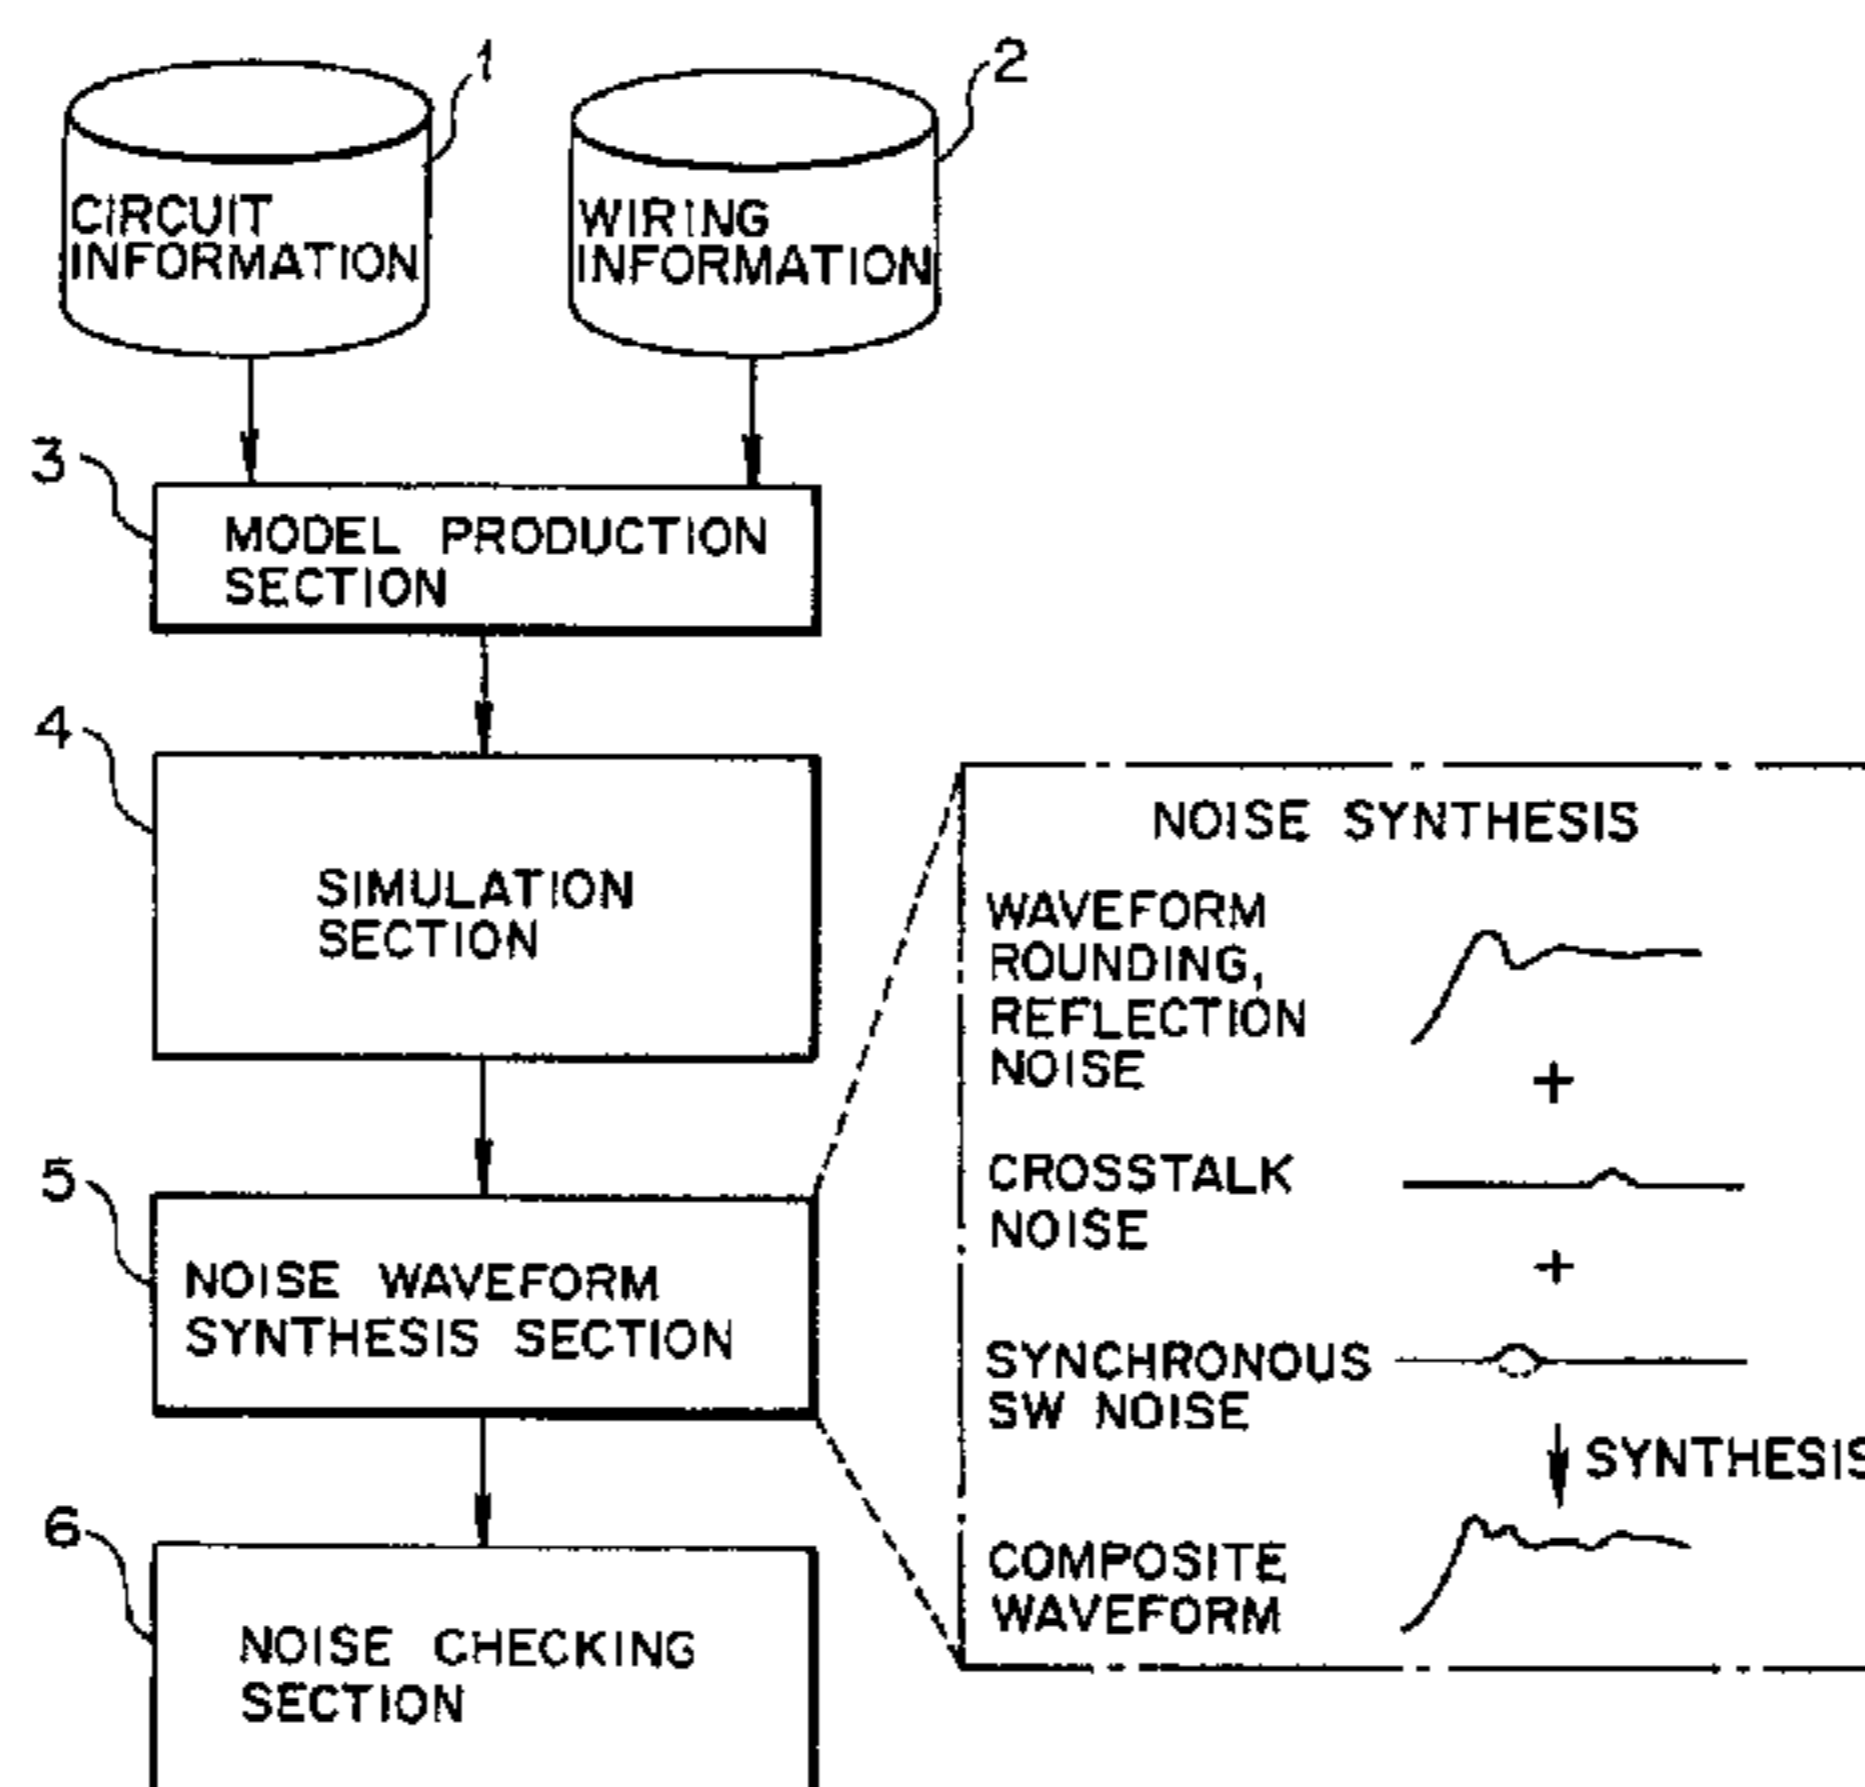 1
2
CIRCUIT
INFORMATION
WIRING
INFORMATION
3
MODEL PRODUCTION
SECTION
4
SIMULATION
SECTION
5
NOISE WAVEFORM
SYNTHESIS SECTION
6
NOISE CHECKING
SECTION
NOISE SYNTHESIS
WAVEFORM
ROUNDING,
REFLECTION
NOISE
+
CROSSTALK
NOISE
+
SYNCHRONOUS
SW NOISE
SYNTHESIS
COMPOSITE
WAVEFORM